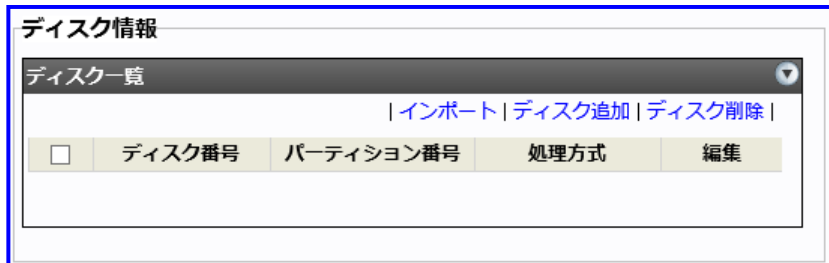 ディスク情報
ディスク一覧
| インポート | ディスク追加 | ディスク削除 |
ディスク番号 パーティション番号 処理方式 編集